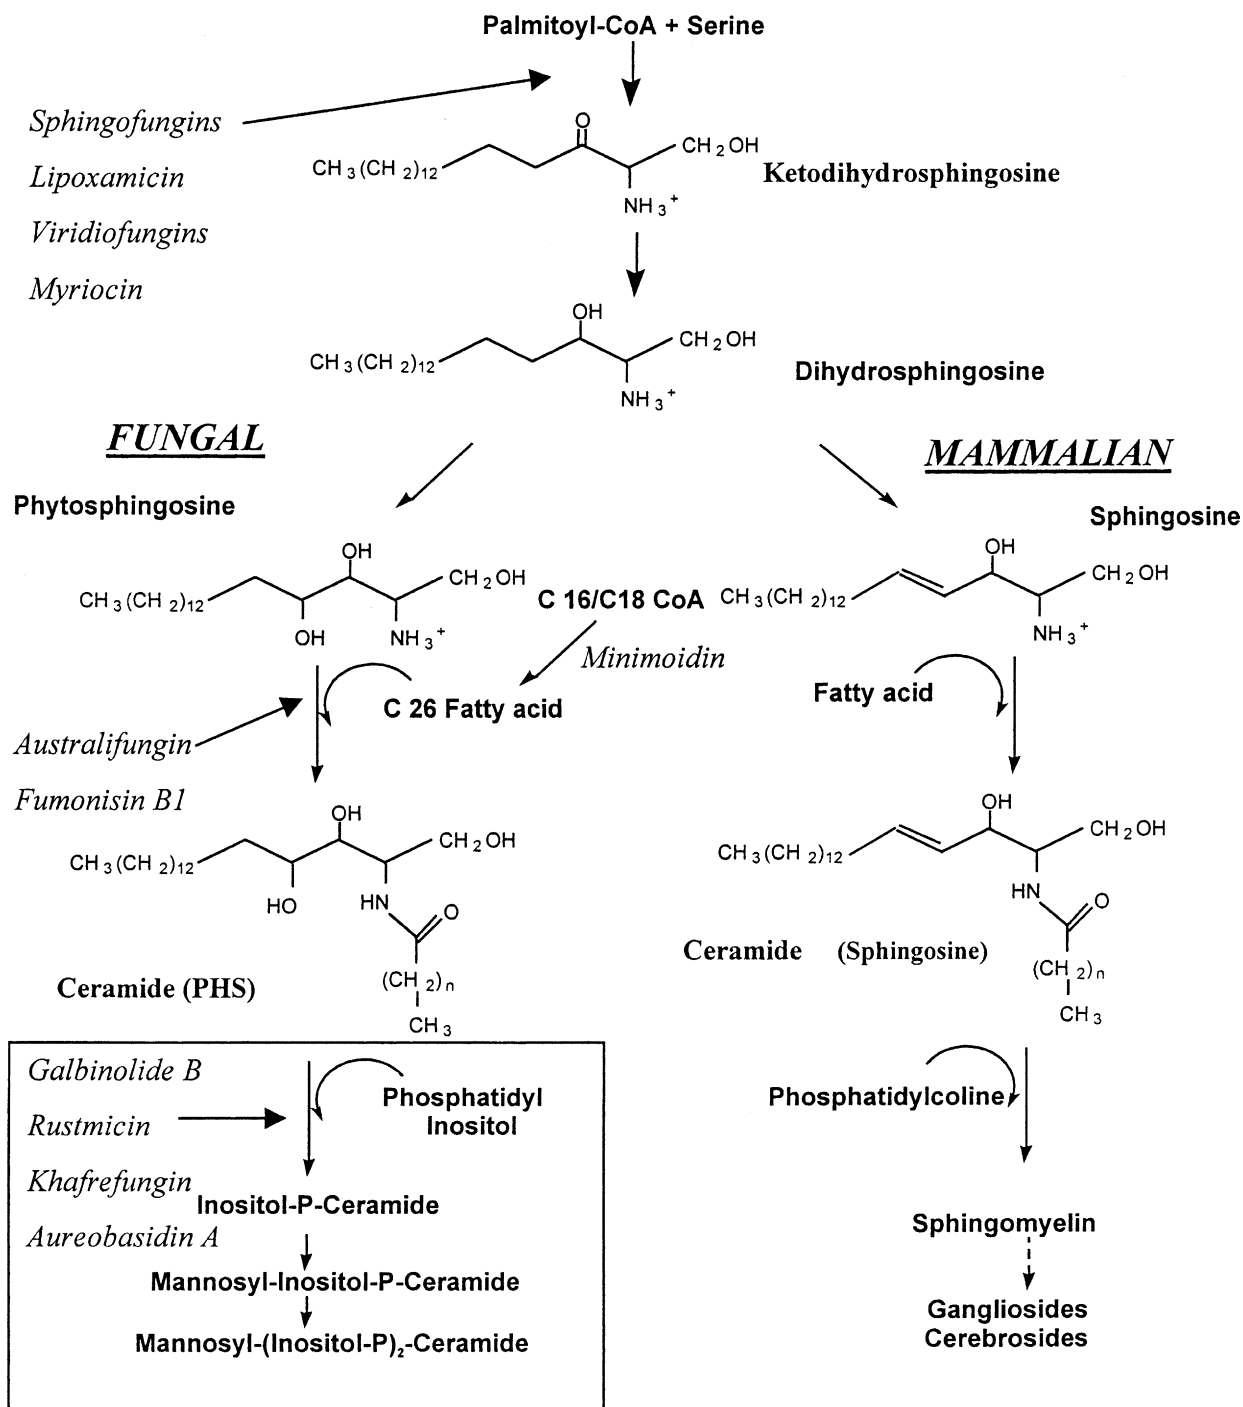 Palmitoyl-CoA + Serine
Sphingofungins
Lipoxamicin
Viridiofungins
Myriocin
O
CH3(CH2)12
CH2OH
NH3+
Ketodihydrosphingosine
OH
CH3(CH2)12
CH2OH
NH3+
Dihydrosphingosine
FUNGAL
MAMMALIAN
Phytosphingosine
Sphingosine
OH
CH3(CH2)12
CH2OH
OH
NH3+
C 16/C18 CoA
OH
CH3(CH2)12
CH2OH
NH3+
Minimoidin
C 26 Fatty acid
Fatty acid
Australifungin
Fumonisin B1
OH
CH3(CH2)12
CH2OH
HO
HN
O
(CH2)n
CH3
Ceramide (PHS)
OH
CH3(CH2)12
CH2OH
HN
O
(CH2)n
CH3
Ceramide (Sphingosine)
Galbinolide B
Rustmicin
Khafrefungin
Aureobasidin A
Phosphatidyl
Inositol
Inositol-P-Ceramide
Mannosyl-Inositol-P-Ceramide
Mannosyl-(Inositol-P)2-Ceramide
Phosphatidylcoline
Sphingomyelin
Gangliosides
Cerebrosides